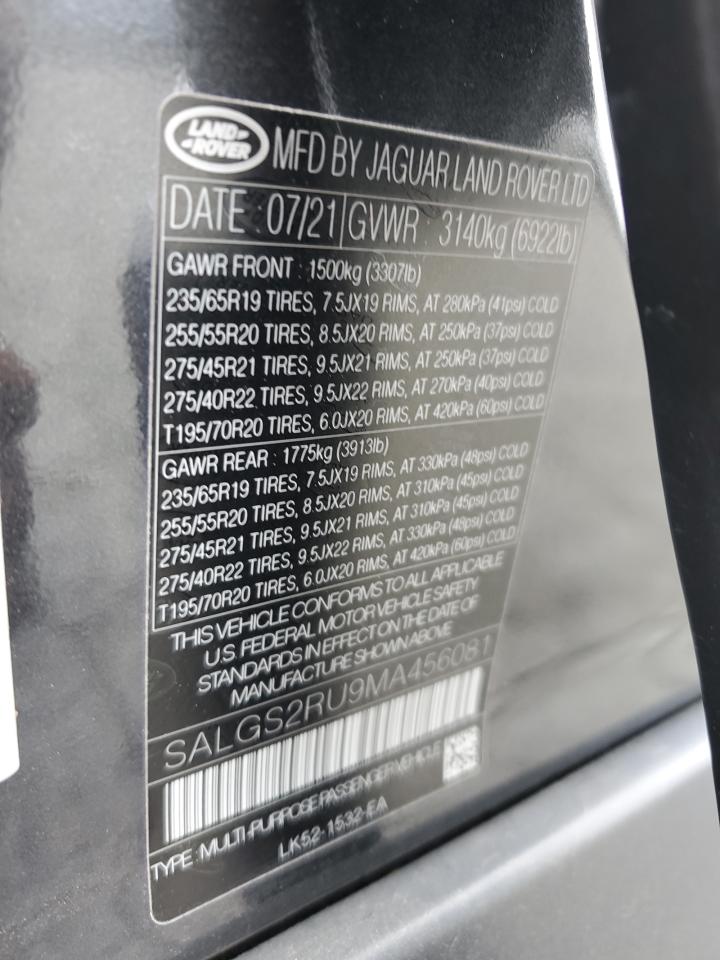 LAND ROVER
MFD BY JAGUAR LAND ROVER LTD
DATE 07/21 GVWR 3140kg (6922lb)
GAWR FRONT : 1500kg (3307lb)
235/65R19 TIRES, 7.5JX19 RIMS, AT 280kPa (41psi) COLD
255/55R20 TIRES, 8.5JX20 RIMS, AT 250kPa (37psi) COLD
275/45R21 TIRES, 9.5JX21 RIMS, AT 250kPa (37psi) COLD
275/40R22 TIRES, 9.5JX22 RIMS, AT 270kPa (40psi) COLD
T195/70R20 TIRES, 6.0JX20 RIMS, AT 420kPa (60psi) COLD
GAWR REAR : 1775kg (3913lb)
235/65R19 TIRES, 7.5JX19 RIMS, AT 330kPa (48psi) COLD
255/55R20 TIRES, 8.5JX20 RIMS, AT 310kPa (45psi) COLD
275/45R21 TIRES, 9.5JX21 RIMS, AT 310kPa (45psi) COLD
275/40R22 TIRES, 9.5JX22 RIMS, AT 330kPa (48psi) COLD
T195/70R20 TIRES, 6.0JX20 RIMS, AT 420kPa (60psi) COLD
THIS VEHICLE CONFORMS TO ALL APPLICABLE
U.S. FEDERAL MOTOR VEHICLE SAFETY
STANDARDS IN EFFECT ON THE DATE OF
MANUFACTURE SHOWN ABOVE
SALGS2RU9MA456081
TYPE : MULTI-PURPOSE PASSENGER VEHICLE
LK52-1532-EA